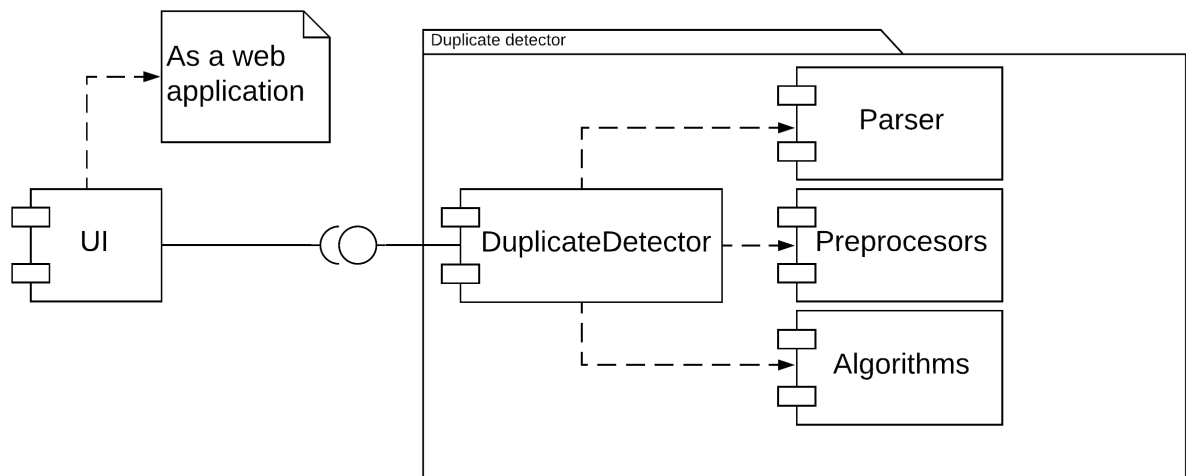 As a web
application
Duplicate detector
Parser
UI
DuplicateDetector
Preprocesors
Algorithms